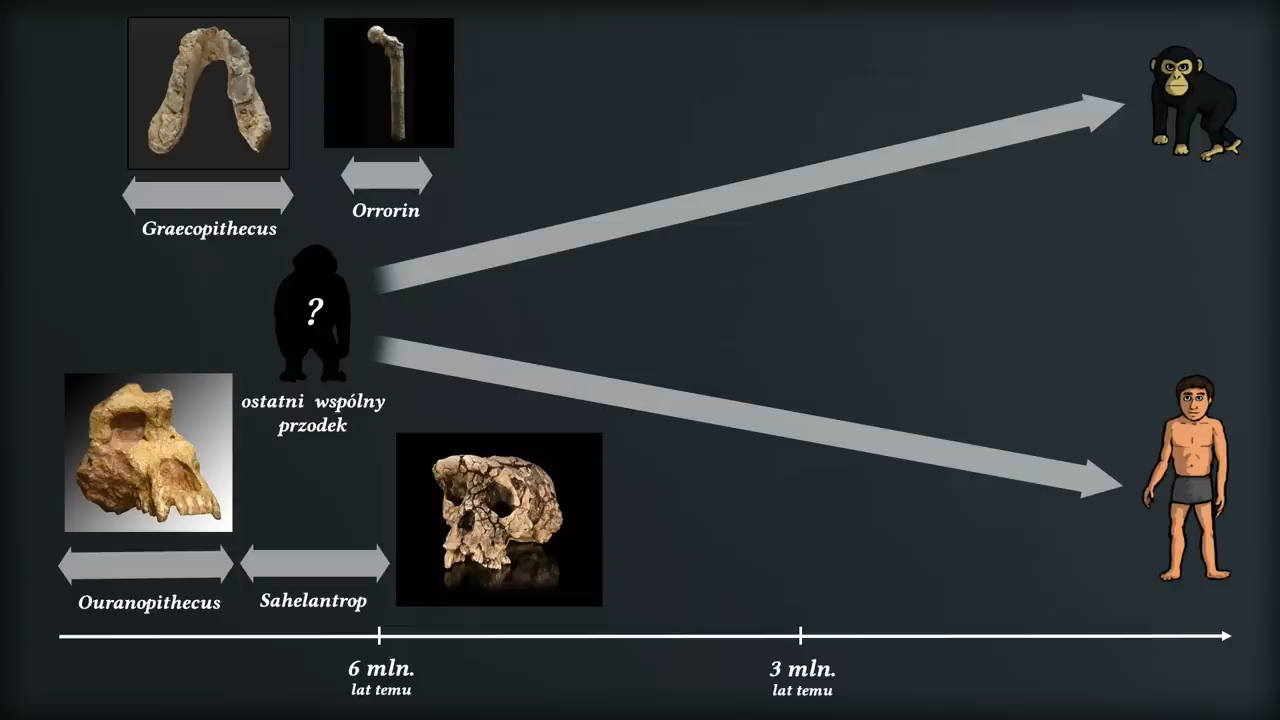 Graecopithecus
Orrorin
?
ostatni wspólny
przodek
Ouranopithecus
Sahelantrop
6 mln.
lat temu
3 mln.
lat temu